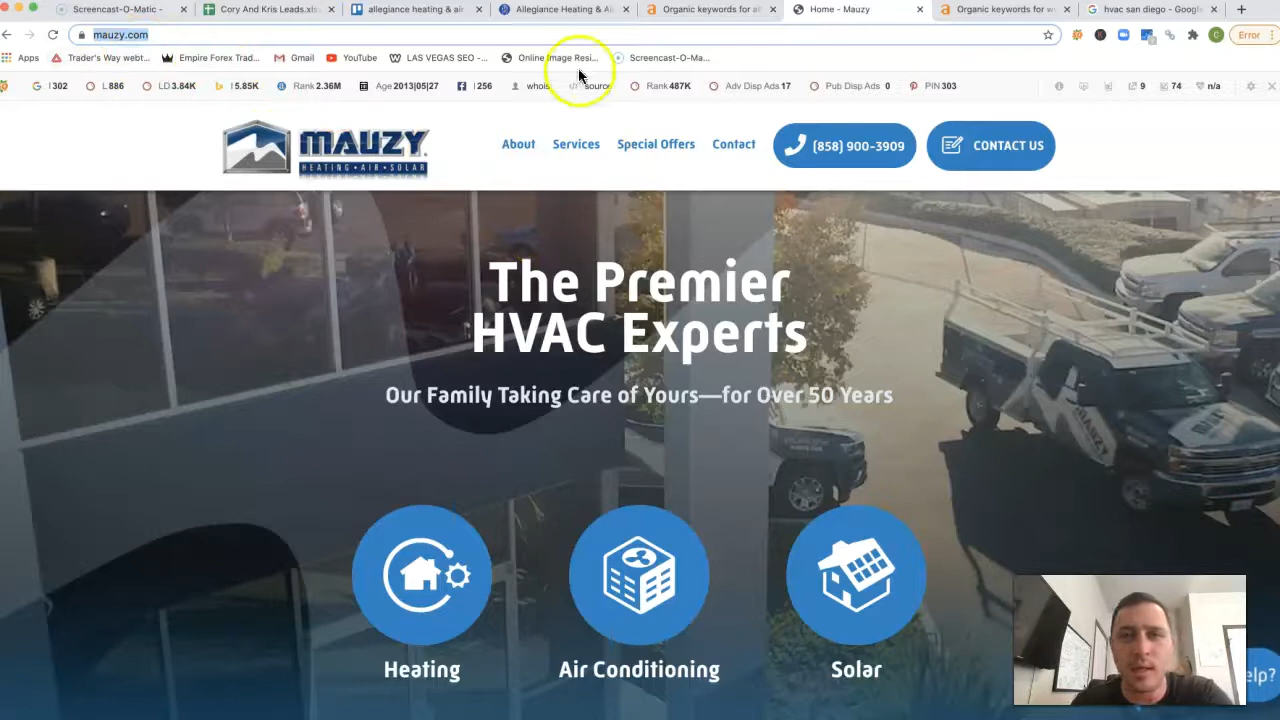 Screencast-O-Matic -
Cory And Kris Leads.xls
allegiance heating & air
Allegiance Heating & Ai
Organic keywords for al
Home - Mauzy
Organic keywords for w
hvac san diego - Googl
mauzy.com
C
Error
Apps
Trader's Way webt...
Empire Forex Trad...
Gmail
YouTube
LAS VEGAS SEO -...
Online Image Resi...
Screencast-O-Ma...
I 302
L 886
LD 3.84K
I 5.85K
Rank 2.36M
Age 2013|05|27
I 256
whois
source
Rank 487K
Adv Disp Ads 17
Pub Disp Ads 0
PIN 303
9
74
n/a
MAUZY
HEATING • AIR • SOLAR
About
Services
Special Offers
Contact
(858) 900-3909
CONTACT US
The Premier
HVAC Experts
Our Family Taking Care of Yours—for Over 50 Years
MAUZY
Heating
Air Conditioning
Solar
elp?